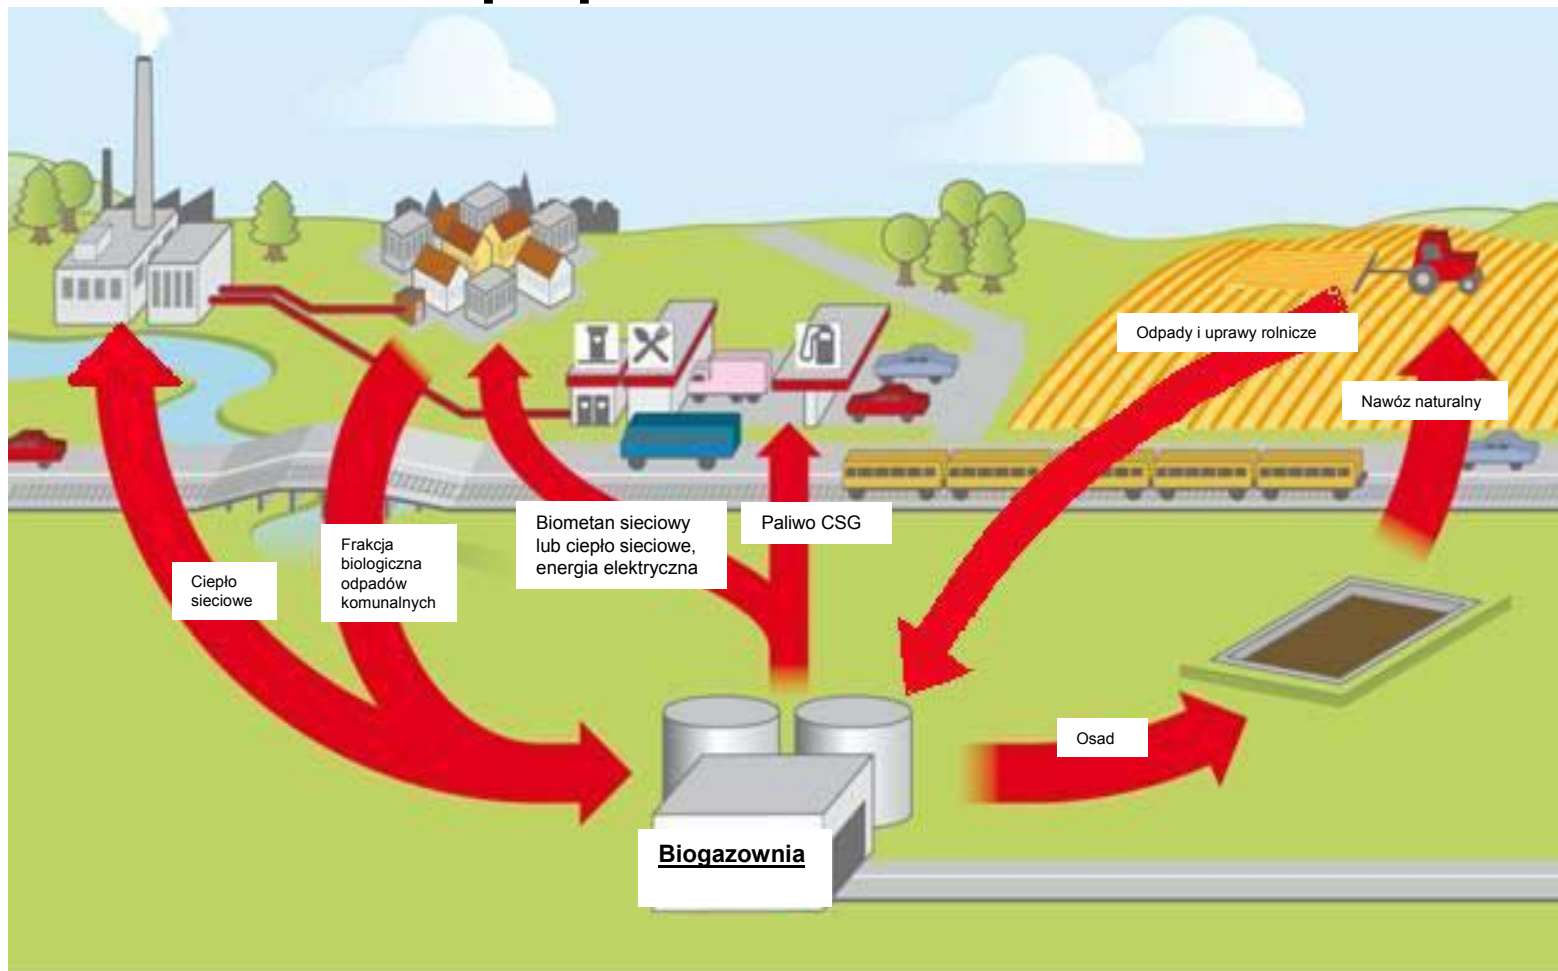 Odpady i uprawy rolnicze
Nawóz naturalny
Biometan sieciowy
lub ciepło sieciowe,
energia elektryczna
Paliwo CSG
Frakcja
biologiczna
odpadów
komunalnych
Ciepło
sieciowe
Osad
Biogazownia